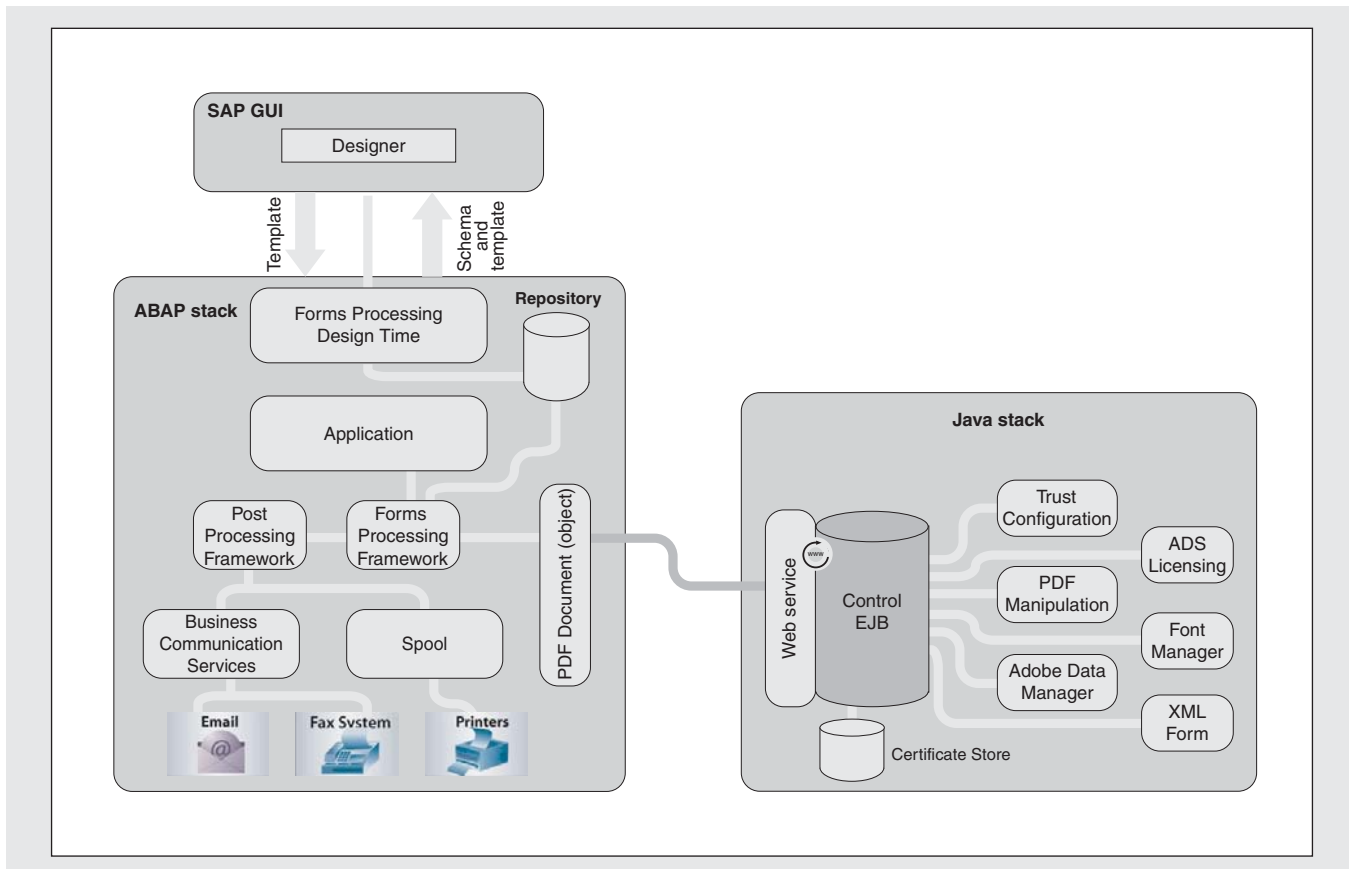 SAP GUI
Designer
Template
Schema
and
template
ABAP stack
Forms Processing
Design Time
Repository
Application
Post
Processing
Framework
Forms
Processing
Framework
PDF Document (object)
Business
Communication
Services
Spool
Email
@
Fax System
Printers
Java stack
Web service
www
Control
EJB
Trust
Configuration
ADS
Licensing
PDF
Manipulation
Font
Manager
Adobe Data
Manager
XML
Form
Certificate Store